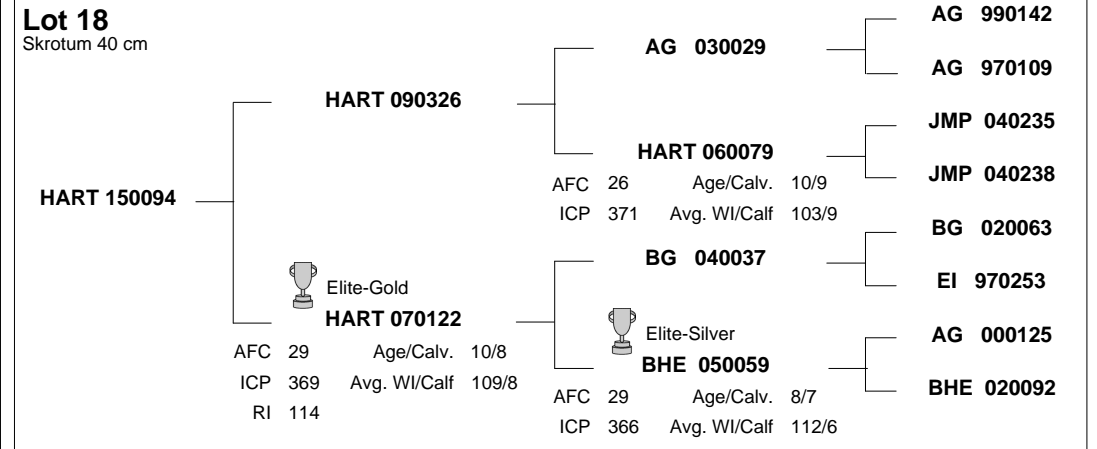 Lot 18
Skrotum 40 cm
AG 990142
AG 030029
AG 970109
HART 090326
JMP 040235
HART 060079
JMP 040238
AFC 26 Age/Calv. 10/9
ICP 371 Avg. WI/Calf 103/9
HART 150094
BG 020063
BG 040037
EI 970253
Elite-Gold
HART 070122
AFC 29 Age/Calv. 10/8
ICP 369 Avg. WI/Calf 109/8
RI 114
Elite-Silver
AG 000125
BHE 050059
BHE 020092
AFC 29 Age/Calv. 8/7
ICP 366 Avg. WI/Calf 112/6